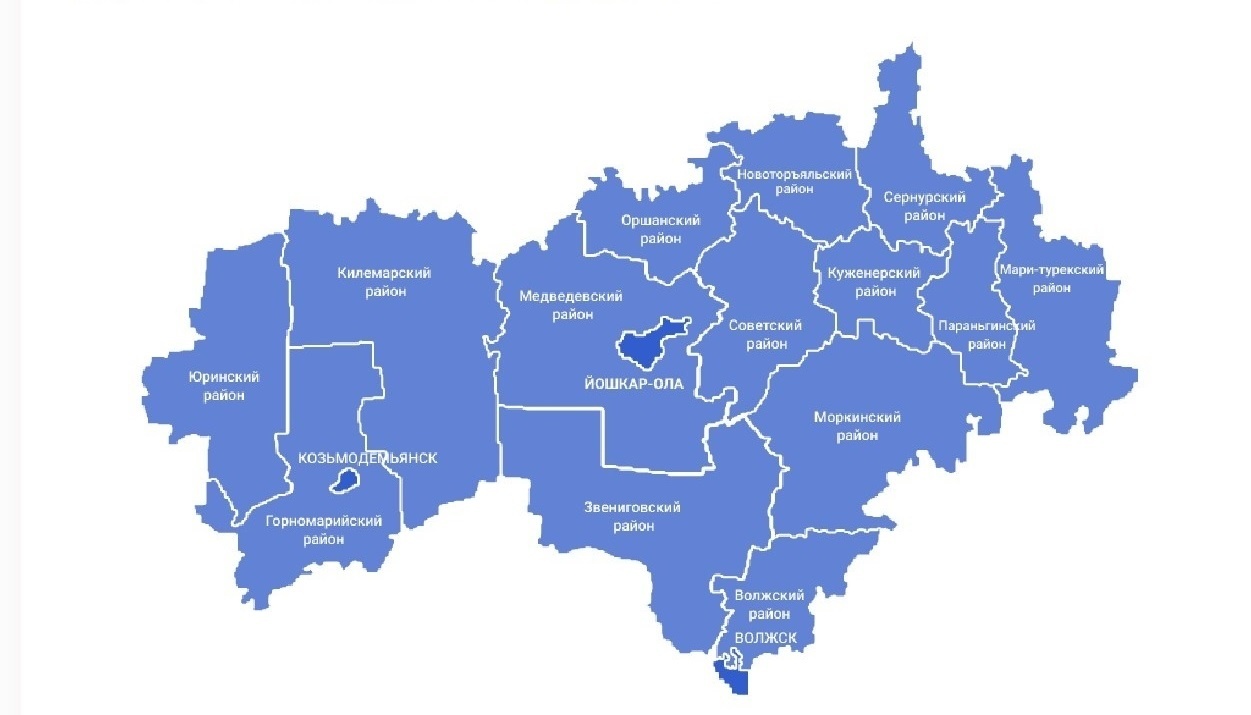 Новоторъяльский
район
Сернурский
район
Оршанский
район
Килемарский
район
Медведевский
район
Куженерский
район
Мари-турекский
район
Советский
район
Параньгинский
район
Юринский
район
ЙОШКАР-ОЛА
Моркинский
район
КОЗЬМОДЕМЬЯНСК
Горномарийский
район
Звениговский
район
Волжский
район
ВОЛЖСК